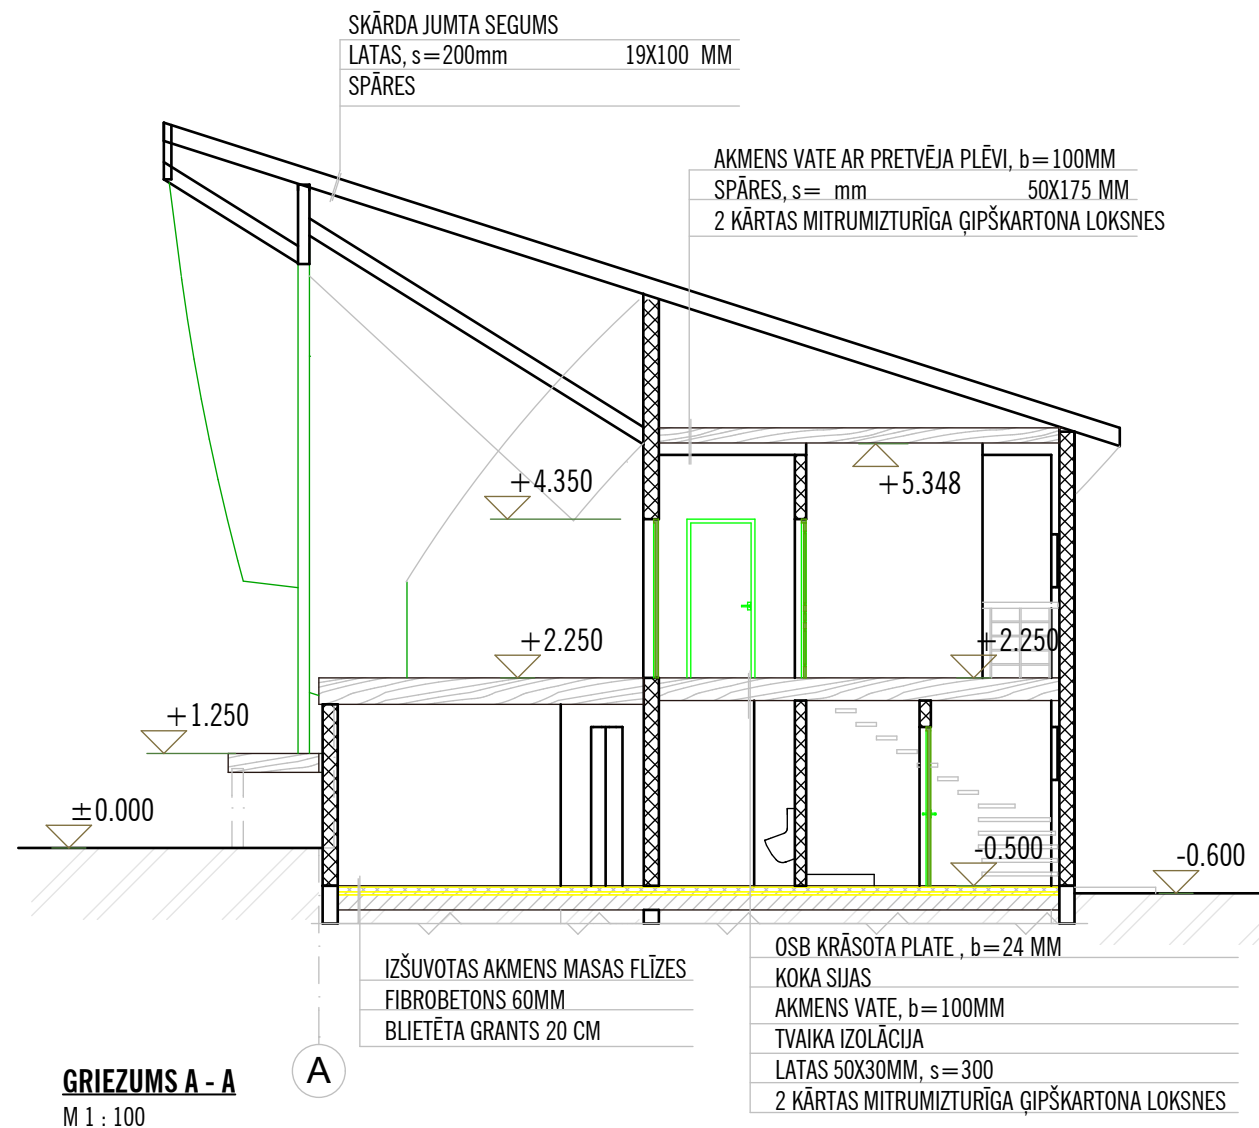 SKĀRDA JUMTA SEGUMS
LATAS, s=200mm 19X100 MM
SPĀRES
AKMENS VATE AR PRETVĒJA PLĒVI, b=100MM
SPĀRES, s= mm 50X175 MM
2 KĀRTAS MITRUMIZTURĪGA ĢIPŠKARTONA LOKSNES
+4.350
+5.348
+2.250
+2.250
+1.250
±0.000
-0.500
-0.600
IZŠUVOTAS AKMENS MASAS FLĪZES
FIBROBETONS 60MM
BLIETĒTA GRANTS 20 CM
OSB KRĀSOTA PLATE , b=24 MM
KOKA SIJAS
AKMENS VATE, b=100MM
TVAIKA IZOLĀCIJA
LATAS 50X30MM, s=300
2 KĀRTAS MITRUMIZTURĪGA ĢIPŠKARTONA LOKSNES
A
GRIEZUMS A - A
M 1 : 100